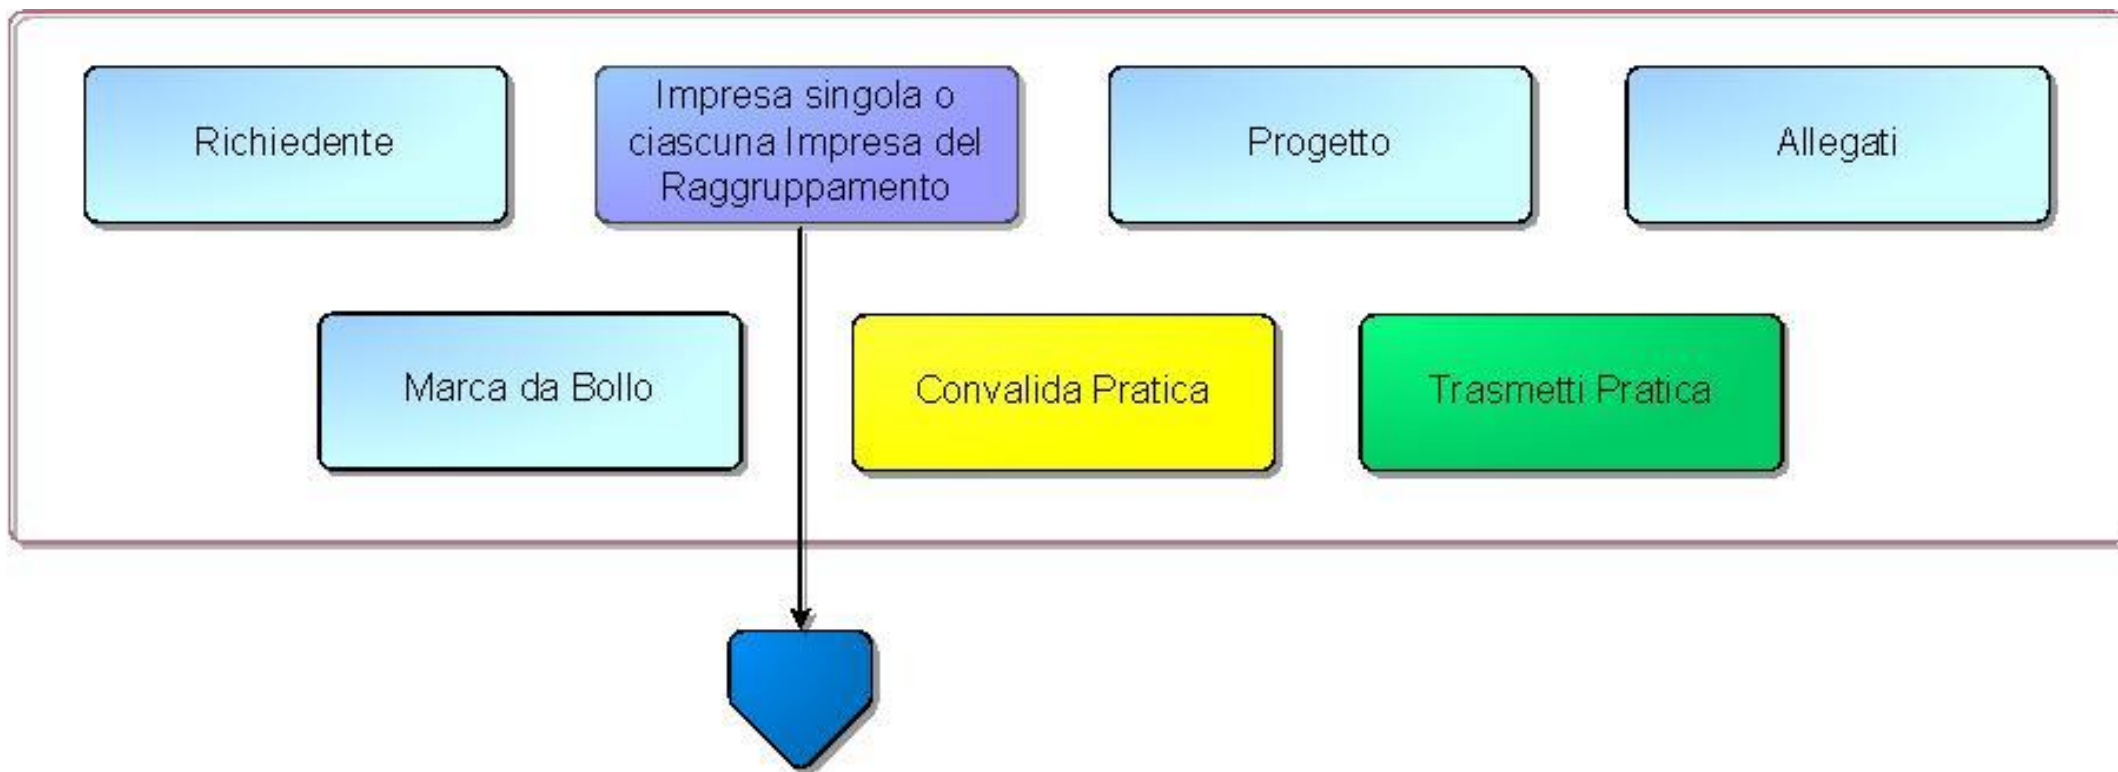 Richiedente
Impresa singola o
ciascuna Impresa del
Raggruppamento
Progetto
Allegati
Marca da Bollo
Convalida Pratica
Trasmetti Pratica